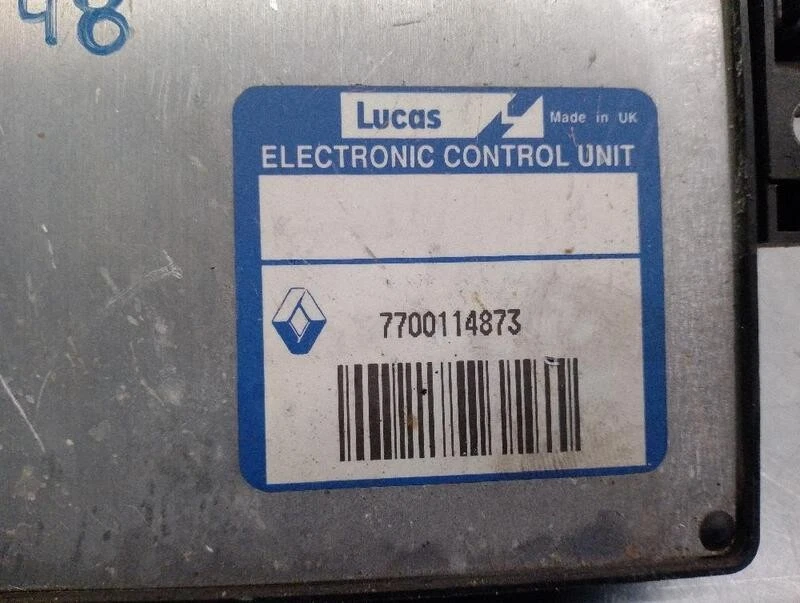 48
Lucas
Made in UK
ELECTRONIC CONTROL UNIT
7700114873